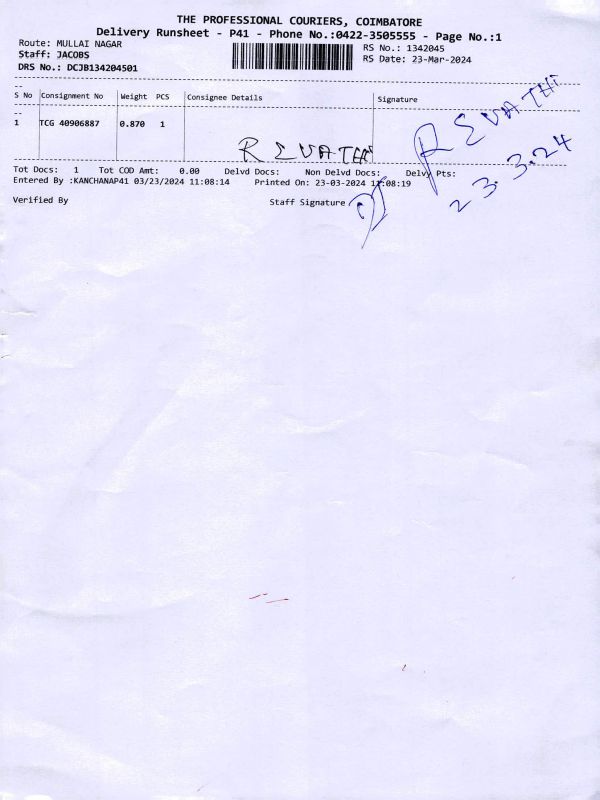 THE PROFESSIONAL COURIERS, COIMBATORE
Delivery Runsheet - P41 - Phone No.:0422-3505555 - Page No.:1
Route: MULLAI NAGAR
RS No.: 1342045
Staff: JACOBS
RS Date: 23-Mar-2024
DRS No.: DCJB134204501
S No Consignment No Weight PCS Consignee Details Signature
1 TCG 40906887 0.870 1
REVATHI
REVATHI
23.3.24
Tot Docs: 1 Tot COD Amt: 0.00 Delvd Docs: Non Delvd Docs: Delvy Pts:
Entered By :KANCHANAP41 03/23/2024 11:08:14 Printed On: 23-03-2024 11:08:19
Verified By Staff Signature